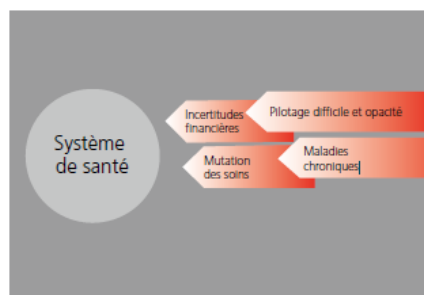 Système
de santé
Incertitudes
financières
Pilotage difficile et opacité
Mutation
des soins
Maladies
chroniques